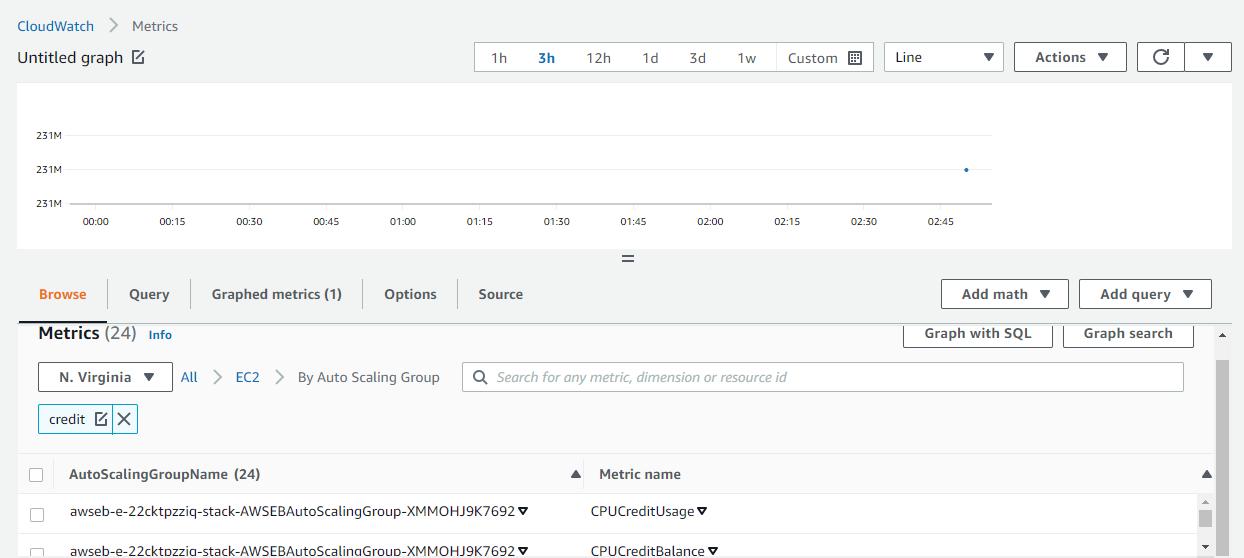 CloudWatch Metrics
Untitled graph
1h 3h 12h 1d 3d 1w Custom Line Actions
231M
231M
231M
00:00 00:15 00:30 00:45 01:00 01:15 01:30 01:45 02:00 02:15 02:30 02:45
Browse Query Graphed metrics (1) Options Source Add math Add query
Metrics (24) Info Graph with SQL Graph search
N. Virginia All EC2 By Auto Scaling Group Search for any metric, dimension or resource id
credit
AutoScalingGroupName (24) Metric name
awseb-e-22cktpzziq-stack-AWSEBAutoScalingGroup-XMMOHJ9K7692 CPUCreditUsage
awseb-e-22cktpzziq-stack-AWSEBAutoScalingGroup-XMMOHJ9K7692 CPUCreditBalance